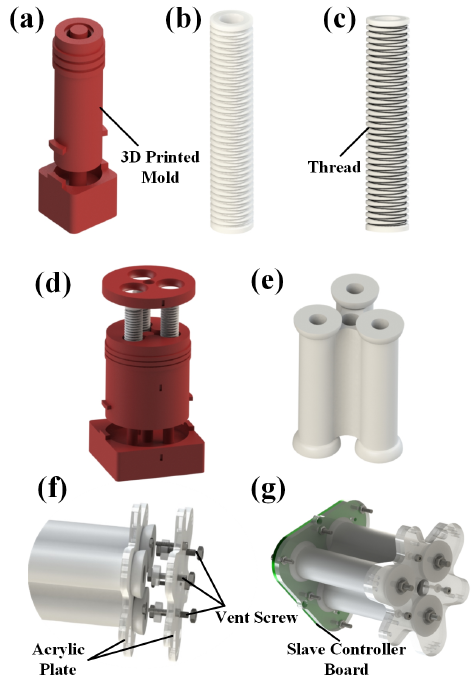 (a)
(b)
(c)
3D Printed
Mold
Thread
(d)
(e)
(f)
(g)
Vent Screw
Acrylic
Plate
Slave Controller
Board